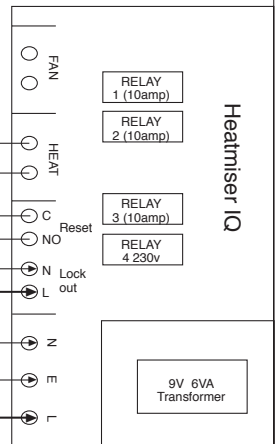 FAN
RELAY
1 (10amp)
RELAY
2 (10amp)
Heatmiser IQ
HEAT
RELAY
3 (10amp)
C
Reset
NO
RELAY
4 230v
N
Lock
out
L
N
E
L
9V 6VA
Transformer